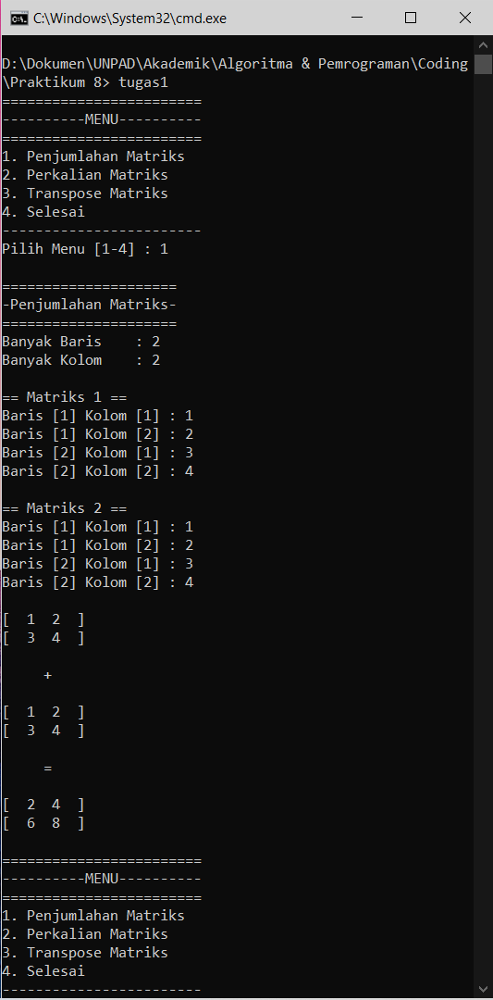 C:\Windows\System32\cmd.exe
D:\Dokumen\UNPAD\Akademik\Algoritma & Pemrograman\Coding
\Praktikum 8> tugas1
========================
----------MENU----------
========================
1. Penjumlahan Matriks
2. Perkalian Matriks
3. Transpose Matriks
4. Selesai
------------------------
Pilih Menu [1-4] : 1
=====================
-Penjumlahan Matriks-
=====================
Banyak Baris    : 2
Banyak Kolom    : 2
== Matriks 1 ==
Baris [1] Kolom [1] : 1
Baris [1] Kolom [2] : 2
Baris [2] Kolom [1] : 3
Baris [2] Kolom [2] : 4
== Matriks 2 ==
Baris [1] Kolom [1] : 1
Baris [1] Kolom [2] : 2
Baris [2] Kolom [1] : 3
Baris [2] Kolom [2] : 4
[  1  2  ]
[  3  4  ]
+
[  1  2  ]
[  3  4  ]
=
[  2  4  ]
[  6  8  ]
========================
----------MENU----------
========================
1. Penjumlahan Matriks
2. Perkalian Matriks
3. Transpose Matriks
4. Selesai
------------------------